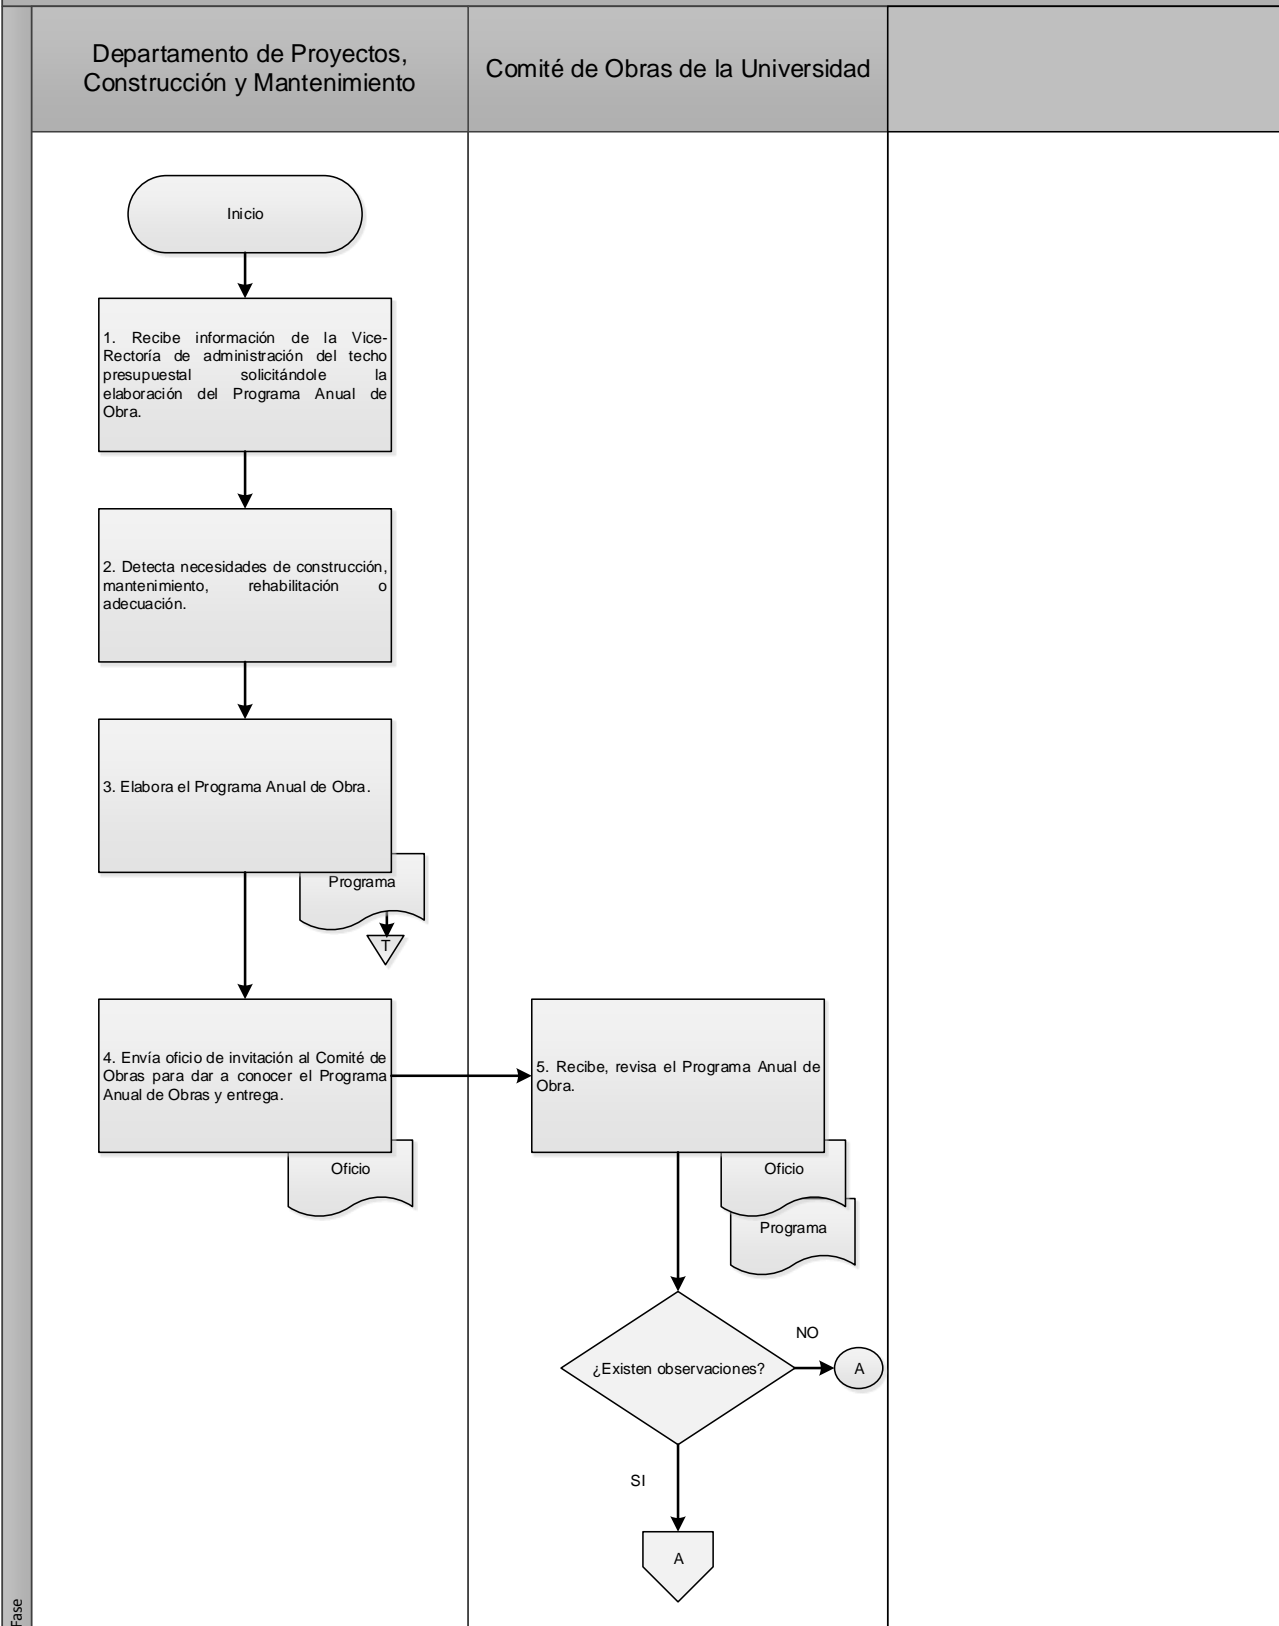 Departamento de Proyectos,
Construcción y Mantenimiento
Comité de Obras de la Universidad
Inicio
1. Recibe información de la Vice-
Rectoría de administración del techo
presupuestal solicitándole la
elaboración del Programa Anual de
Obra.
2. Detecta necesidades de construcción,
mantenimiento, rehabilitación o
adecuación.
3. Elabora el Programa Anual de Obra.
Programa
T
4. Envía oficio de invitación al Comité de
Obras para dar a conocer el Programa
Anual de Obras y entrega.
Oficio
5. Recibe, revisa el Programa Anual de
Obra.
Oficio
Programa
¿Existen observaciones?
NO
A
SI
A
Fase